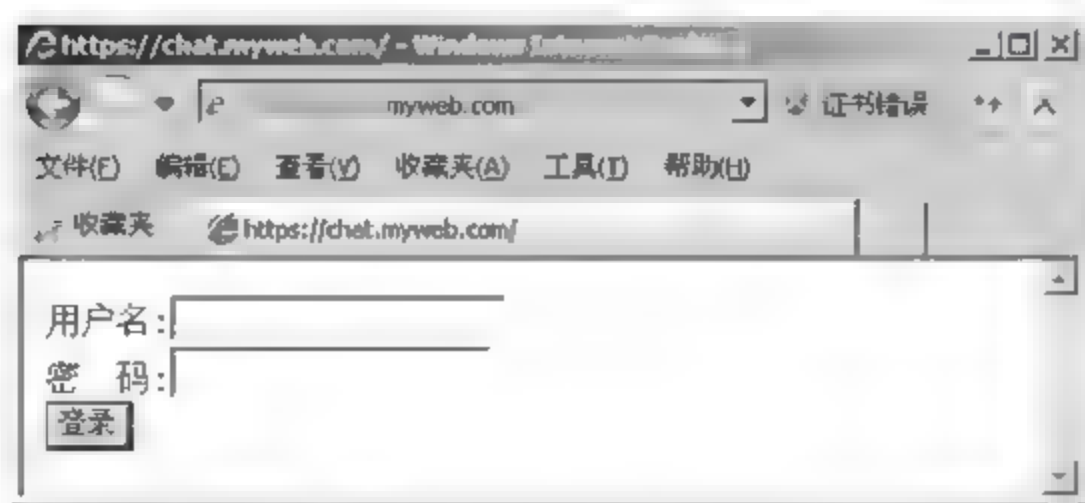 https://chat.myweb.com/ - Windows
myweb.com 证书错误
文件(F) 编辑(E) 查看(V) 收藏夹(A) 工具(T) 帮助(H)
收藏夹 https://chat.myweb.com/
用户名:
密 码:
登录